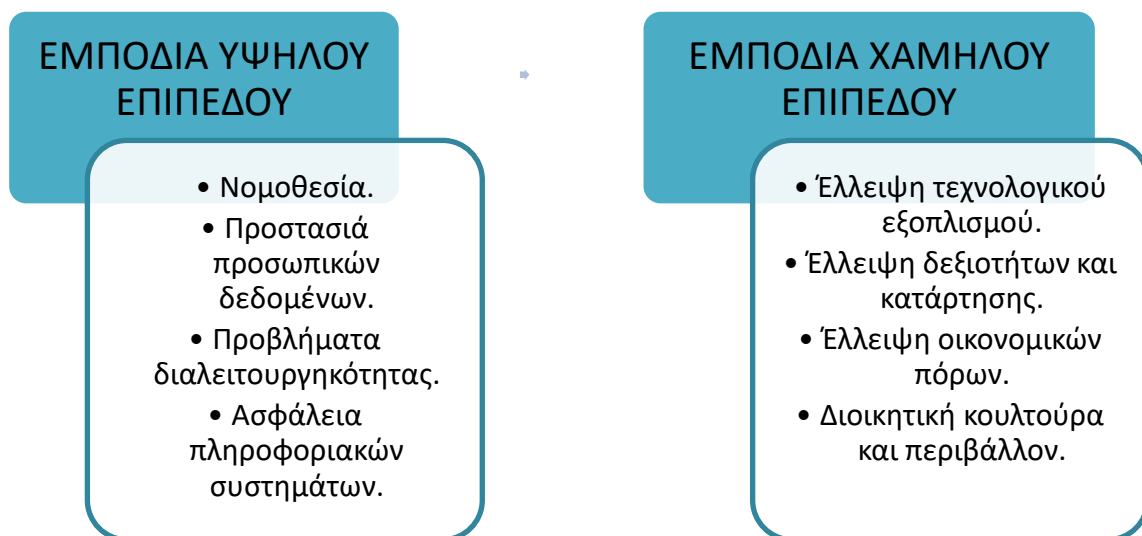 ΕΜΠΟΔΙΑ ΥΨΗΛΟΥ
ΕΠΙΠΕΔΟΥ
• Νομοθεσία.
• Προστασιά
προσωπικών
δεδομένων.
• Προβλήματα
διαλειτουργηκότητας.
• Ασφάλεια
πληροφοριακών
συστημάτων.
ΕΜΠΟΔΙΑ ΧΑΜΗΛΟΥ
ΕΠΙΠΕΔΟΥ
• Έλλειψη τεχνολογικού
εξοπλισμού.
• Έλλειψη δεξιοτήτων και
κατάρτησης.
• Έλλειψη οικονομικών
πόρων.
• Διοικητική κουλτούρα
και περιβάλλον.